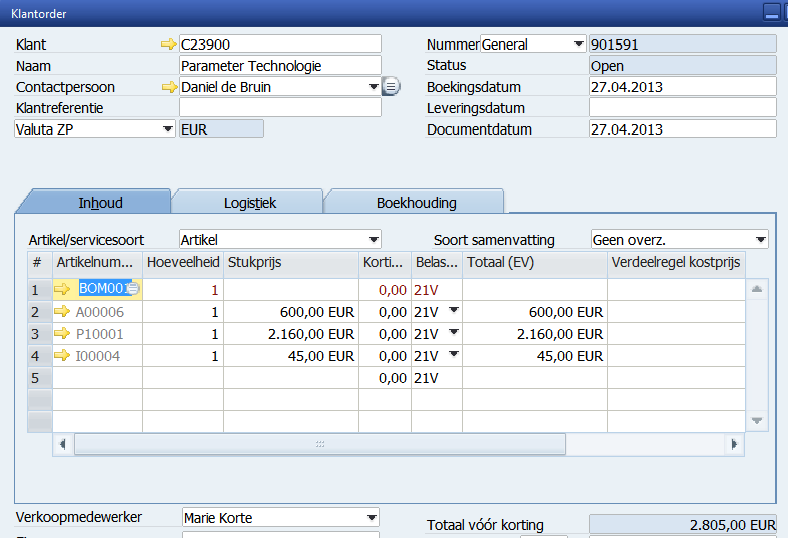 Klantorder
Klant C23900 Nummer General 901591
Naam Parameter Technologie Status Open
Contactpersoon Daniel de Bruin Boekingsdatum 27.04.2013
Klantreferentie Leveringsdatum
Valuta ZP EUR Documentdatum 27.04.2013
Inhoud Logistiek Boekhouding
Artikel/servicesoort Artikel Soort samenvatting Geen overz.
# Artikelnum... Hoeveelheid Stukprijs Korti... Belas... Totaal (EV) Verdeelregel kostprijs
1 BOM001 1 0,00 21V
2 A00006 1 600,00 EUR 0,00 21V 600,00 EUR
3 P10001 1 2.160,00 EUR 0,00 21V 2.160,00 EUR
4 I00004 1 45,00 EUR 0,00 21V 45,00 EUR
5 0,00 21V
Verkoopmedewerker Marie Korte
Totaal vóór korting 2.805,00 EUR